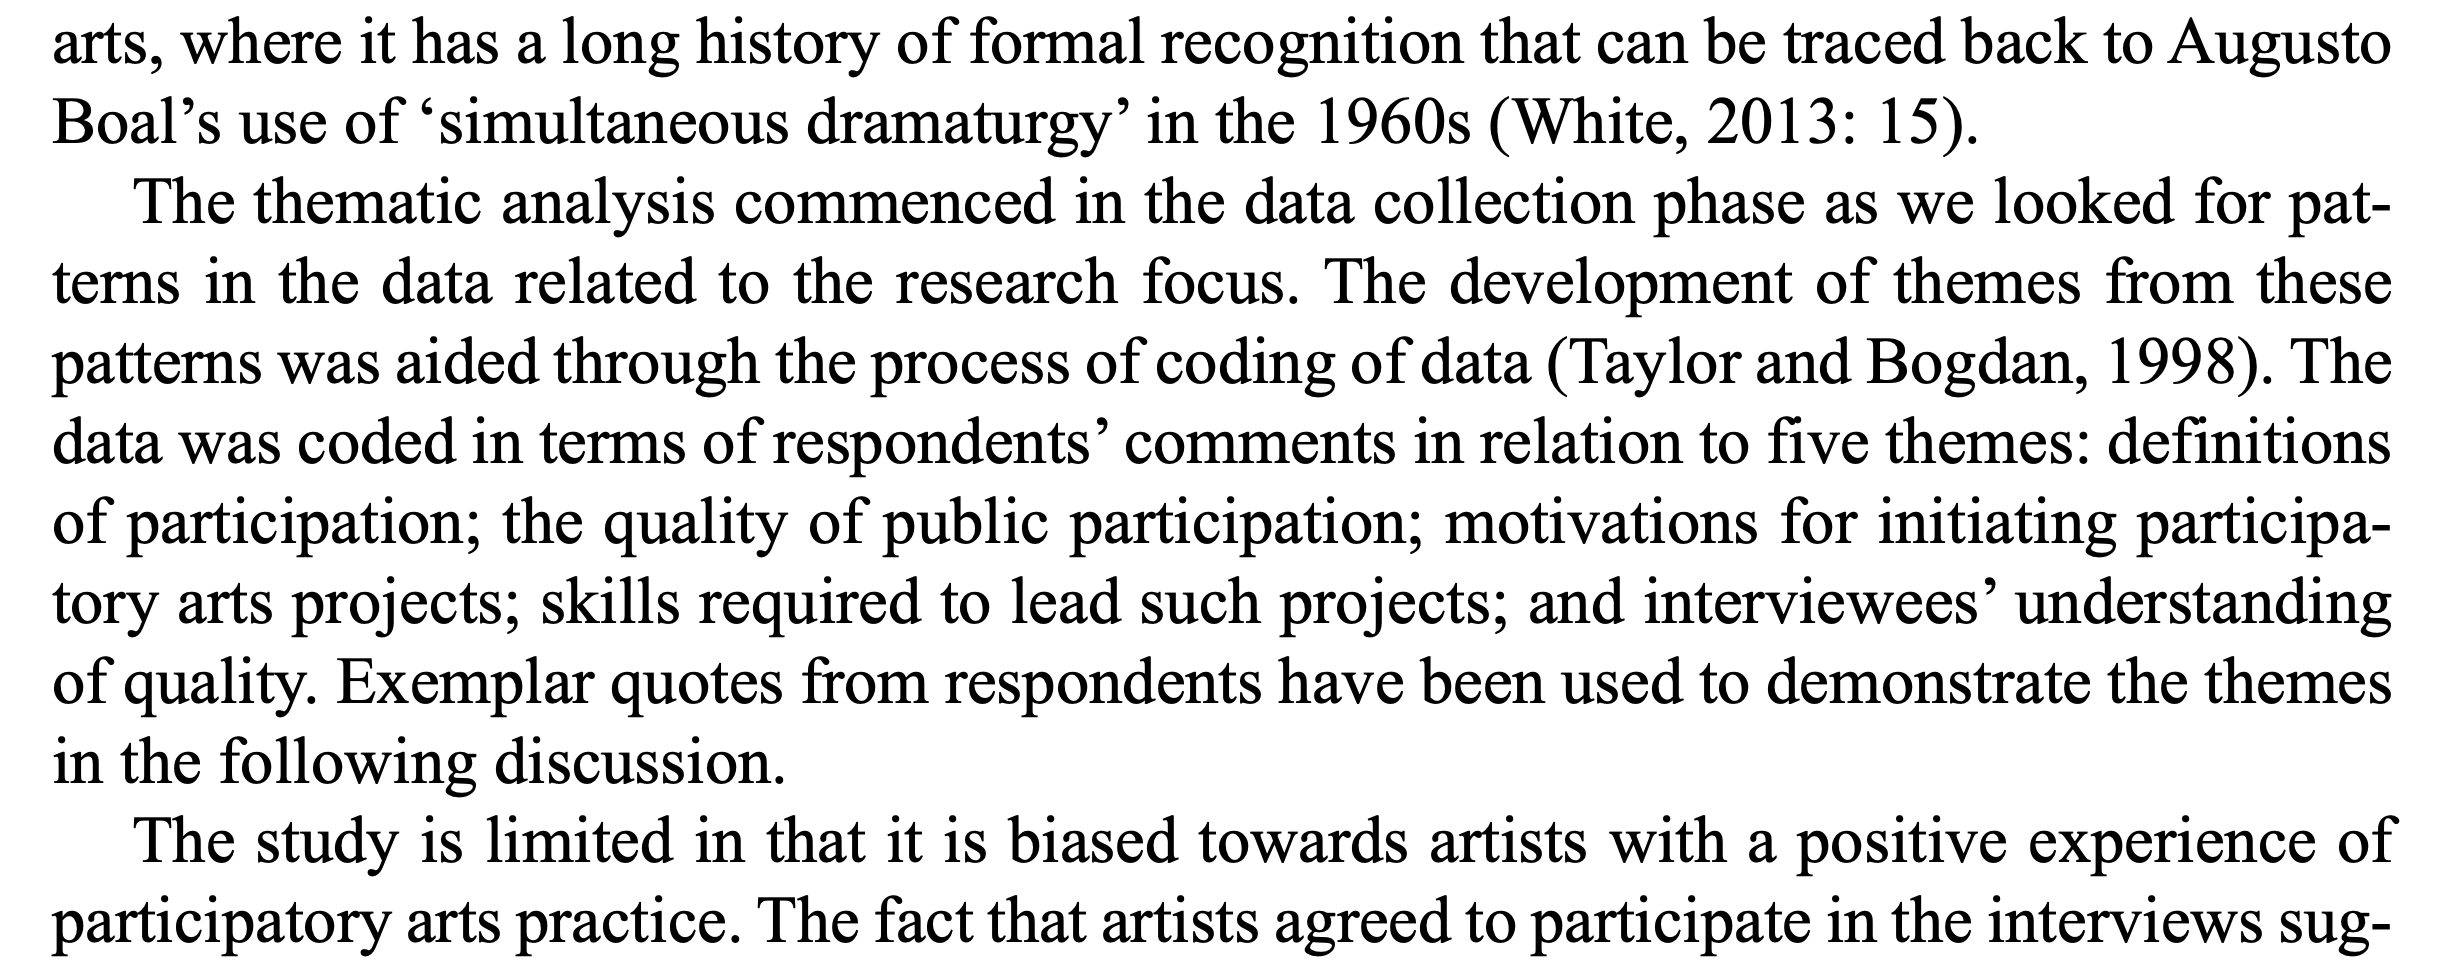 arts, where it has a long history of formal recognition that can be traced back to Augusto
Boal’s use of ‘simultaneous dramaturgy’ in the 1960s (White, 2013: 15).
The thematic analysis commenced in the data collection phase as we looked for pat-
terns in the data related to the research focus. The development of themes from these
patterns was aided through the process of coding of data (Taylor and Bogdan, 1998). The
data was coded in terms of respondents’ comments in relation to five themes: definitions
of participation; the quality of public participation; motivations for initiating participa-
tory arts projects; skills required to lead such projects; and interviewees’ understanding
of quality. Exemplar quotes from respondents have been used to demonstrate the themes
in the following discussion.
The study is limited in that it is biased towards artists with a positive experience of
participatory arts practice. The fact that artists agreed to participate in the interviews sug-